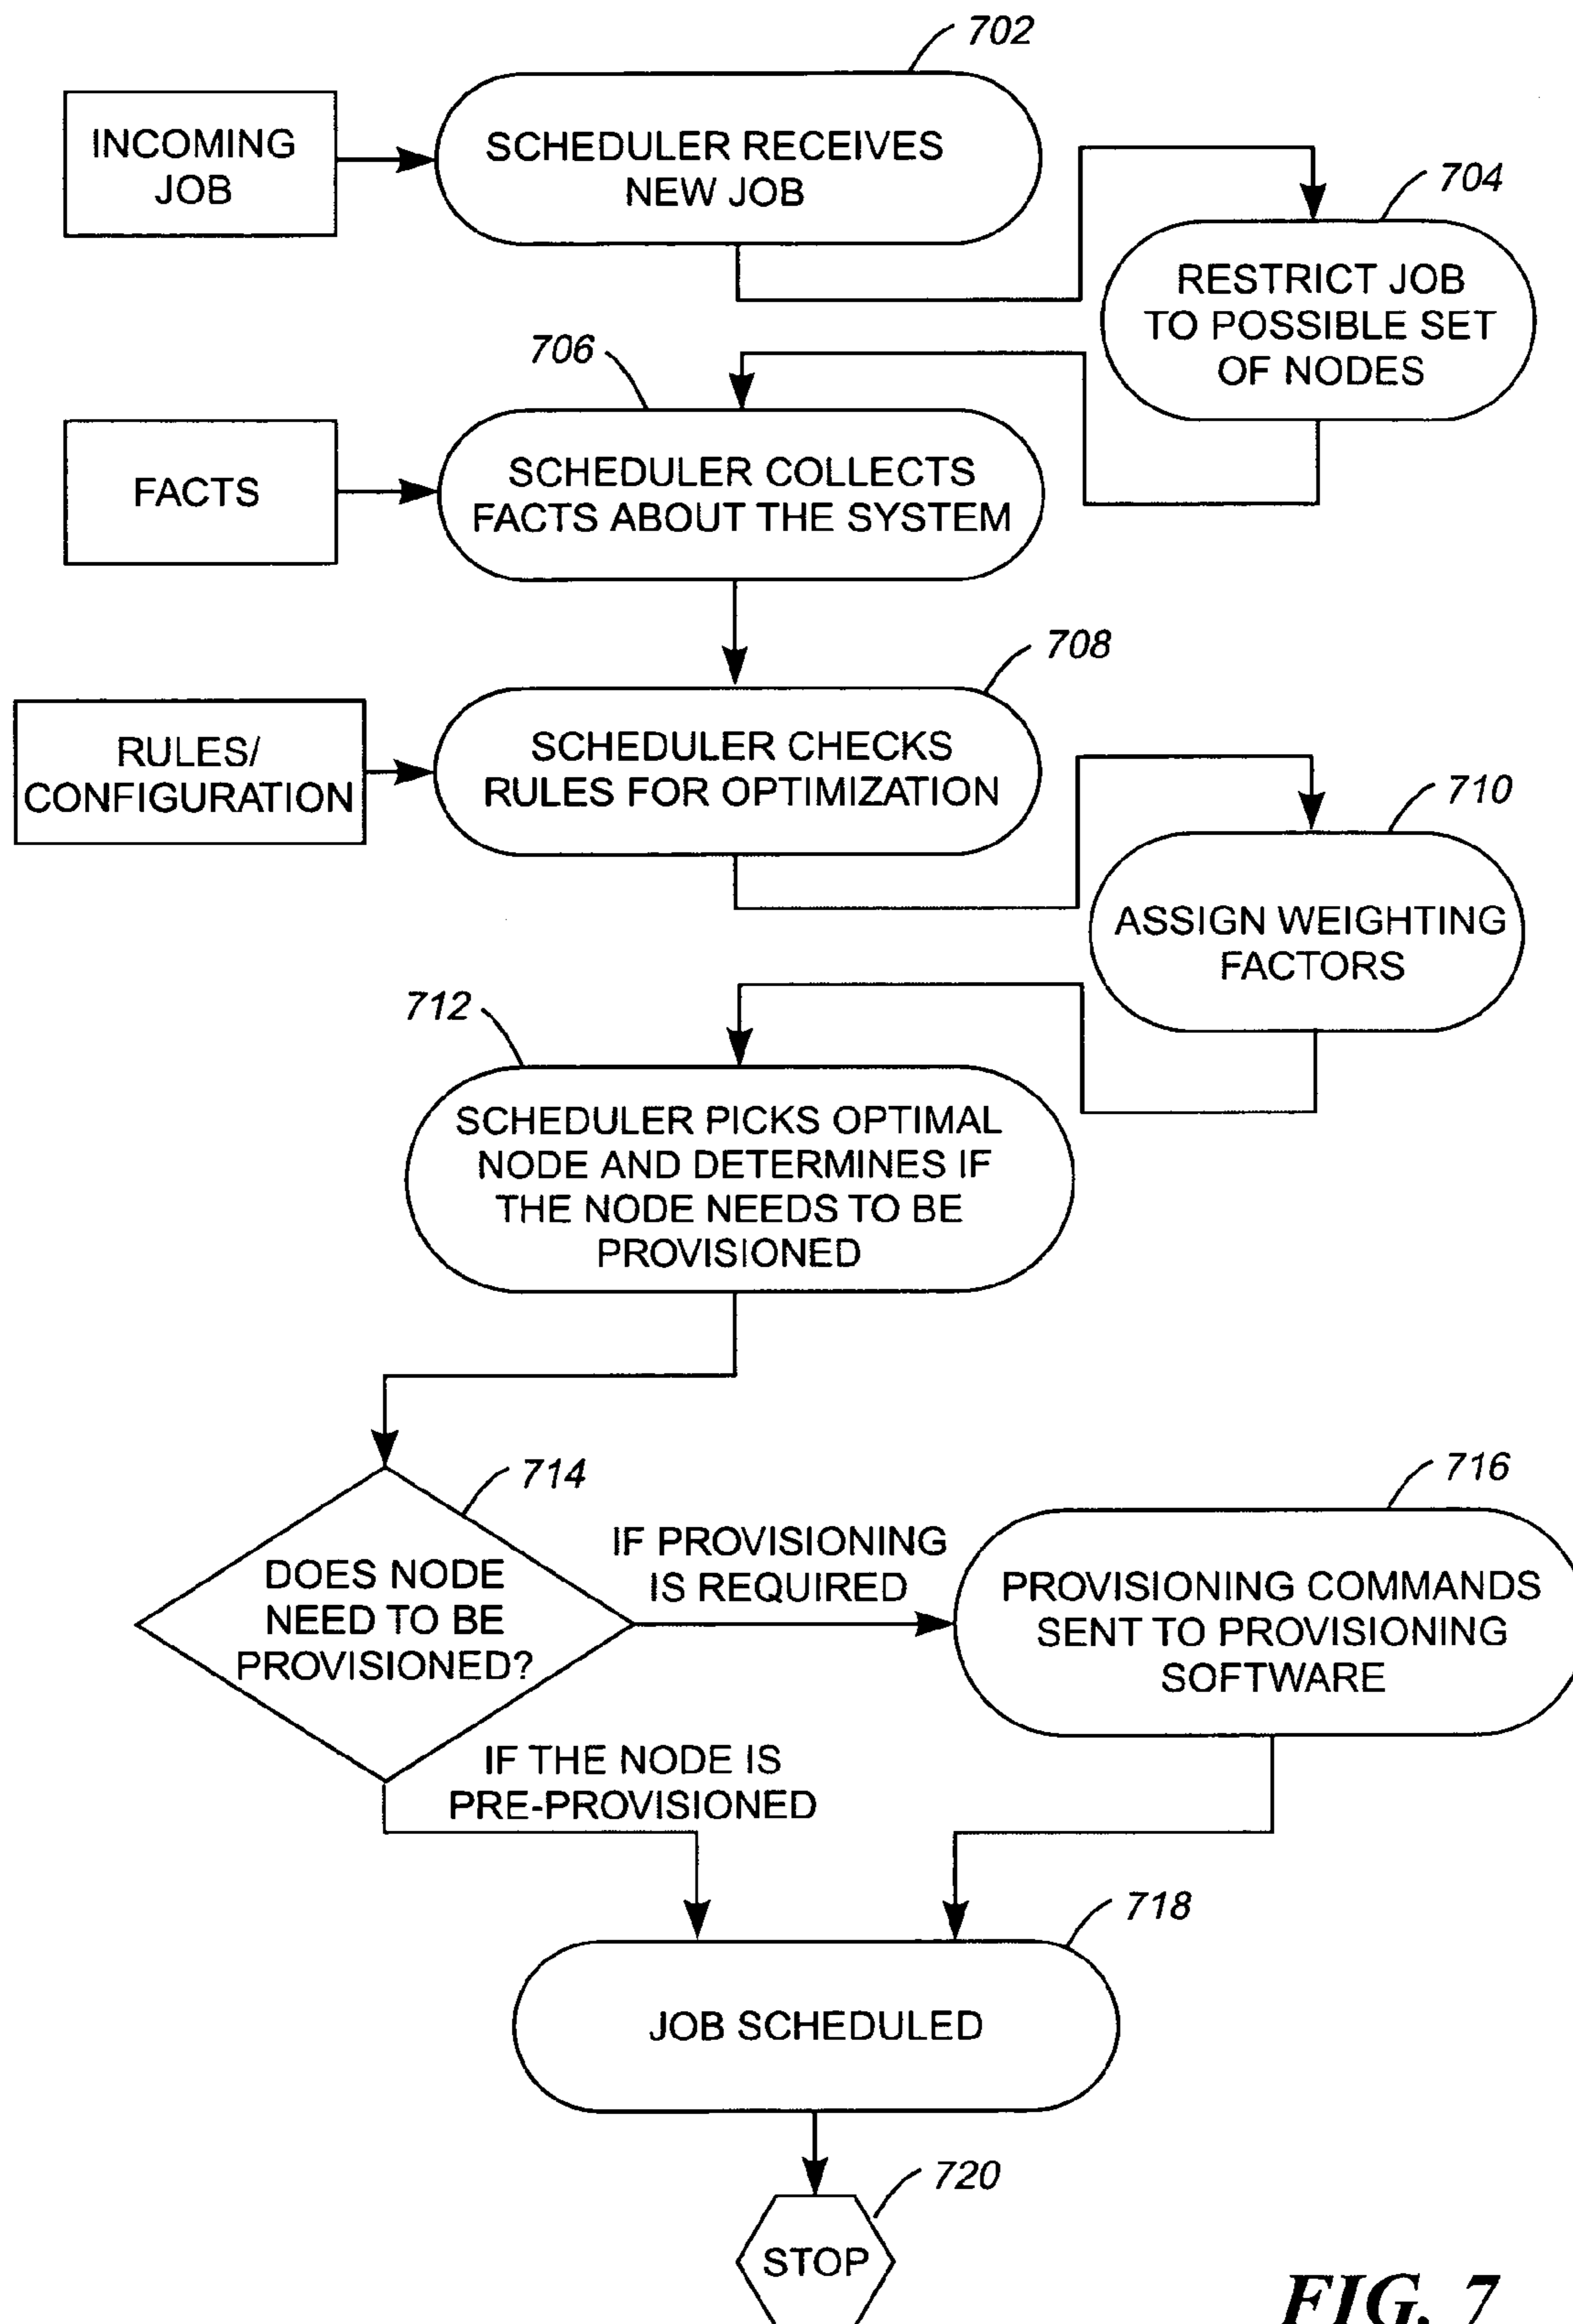 702
INCOMING
JOB
SCHEDULER RECEIVES
NEW JOB
704
RESTRICT JOB
TO POSSIBLE SET
OF NODES
706
FACTS
SCHEDULER COLLECTS
FACTS ABOUT THE SYSTEM
708
RULES/
CONFIGURATION
SCHEDULER CHECKS
RULES FOR OPTIMIZATION
710
ASSIGN WEIGHTING
FACTORS
712
SCHEDULER PICKS OPTIMAL
NODE AND DETERMINES IF
THE NODE NEEDS TO BE
PROVISIONED
714
DOES NODE
NEED TO BE
PROVISIONED?
IF PROVISIONING
IS REQUIRED
716
PROVISIONING COMMANDS
SENT TO PROVISIONING
SOFTWARE
IF THE NODE IS
PRE-PROVISIONED
718
JOB SCHEDULED
720
STOP
FIG. 7